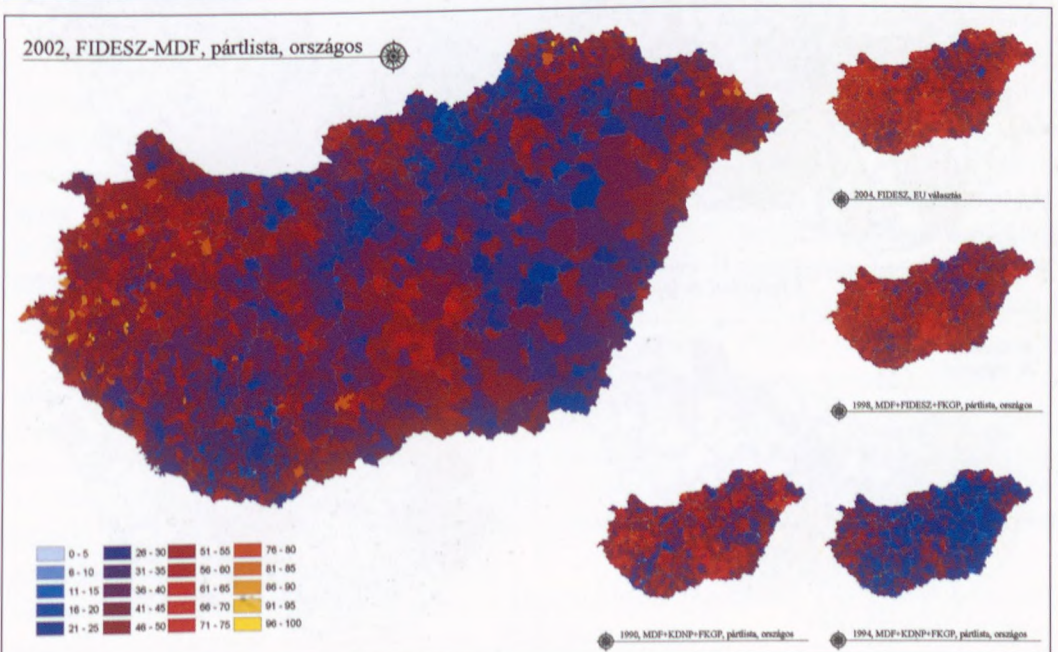 2002, FIDESZ-MDF, pártlista, országos
2004, FIDESZ, EU választás
1998, MDF+FIDESZ+FKGP, pártlista, országos
1990, MDF+KDNP+FKGP, pártlista, országos
1994, MDF+KDNP+FKGP, pártlista, országos
0 - 5
6 - 10
11 - 15
16 - 20
21 - 25
26 - 30
31 - 35
36 - 40
41 - 45
46 - 50
51 - 55
56 - 60
61 - 65
66 - 70
71 - 75
76 - 80
81 - 85
86 - 90
91 - 95
96 - 100